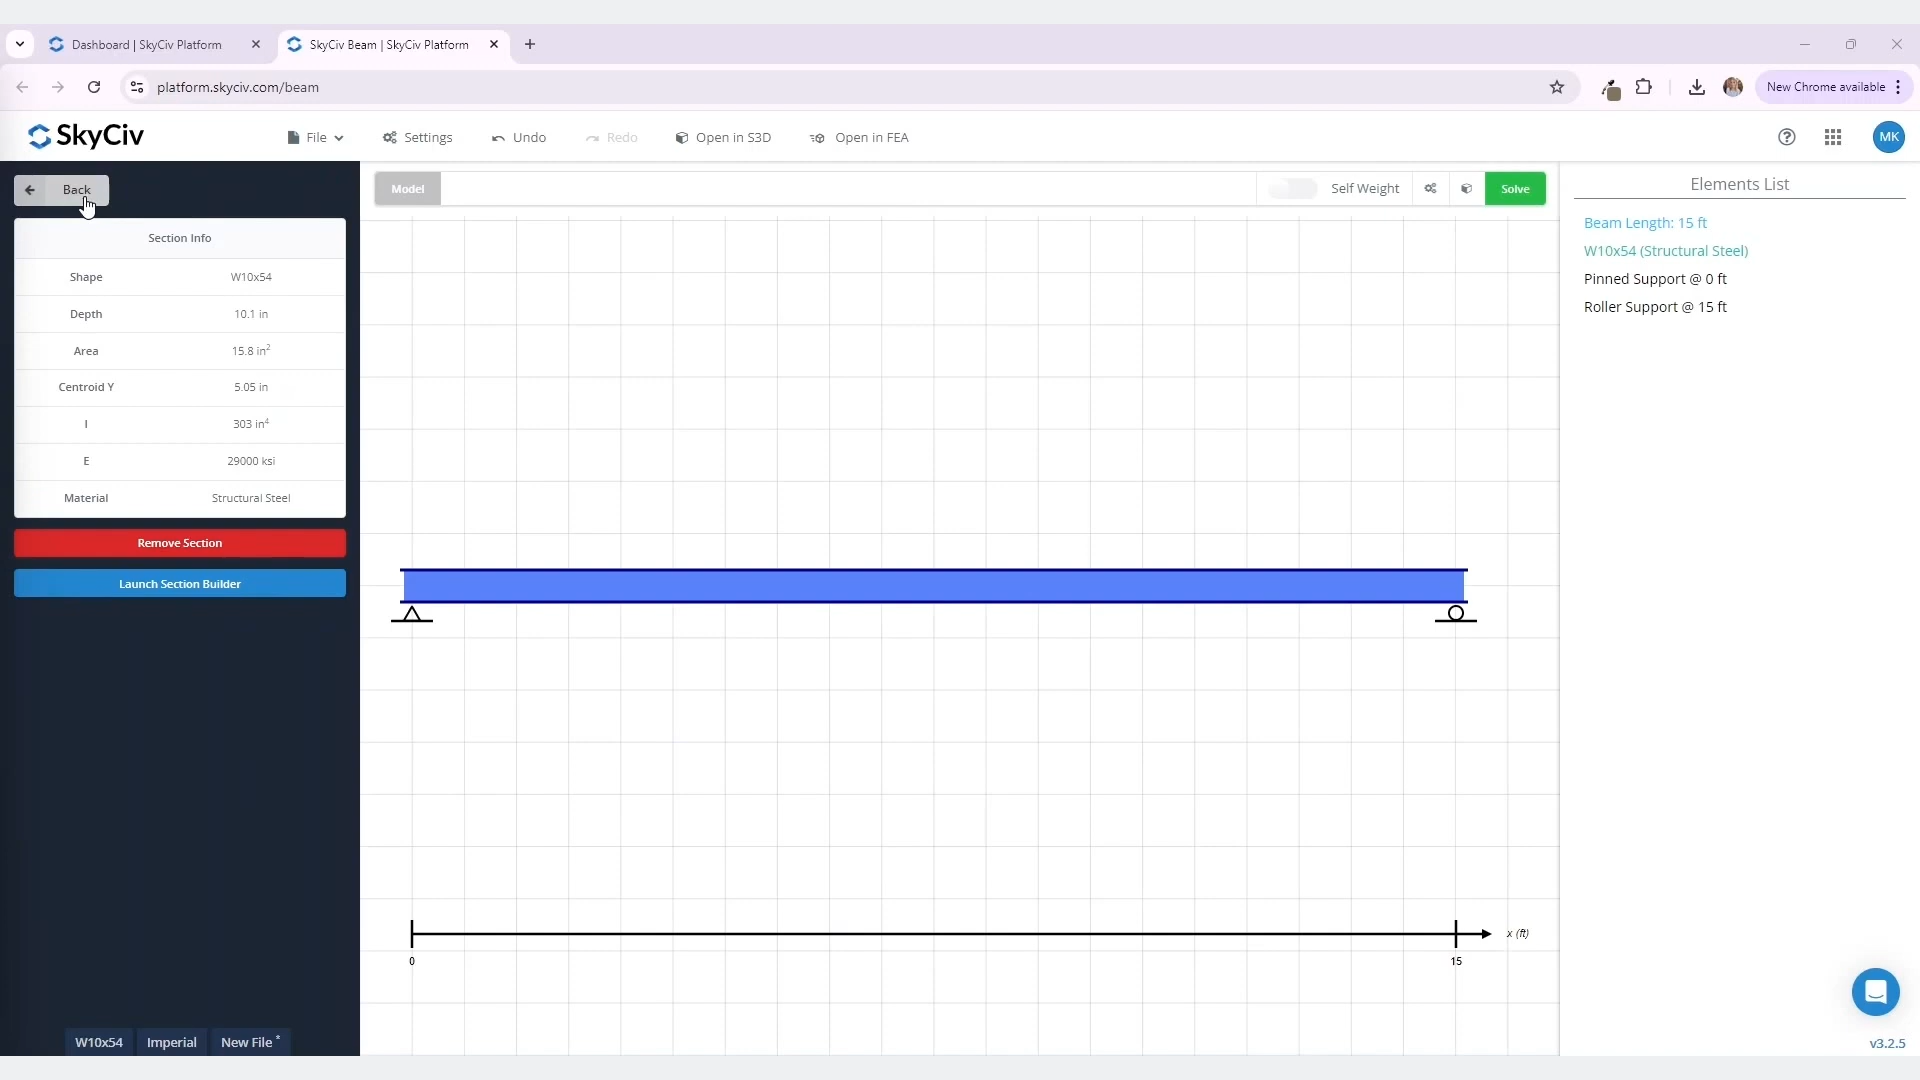 Dashboard | SkyCiv Platform
SkyCiv Beam | SkyCiv Platform
platform.skyciv.com/beam
New Chrome available
SkyCiv
File
Settings
Undo
Redo
Open in S3D
Open in FEA
MK
Back
Section Info
Shape W10x54
Depth 10.1 in
Area 15.8 in²
Centroid Y 5.05 in
I 303 in⁴
E 29000 ksi
Material Structural Steel
Remove Section
Launch Section Builder
W10x54
Imperial
New File *
Model
Self Weight
Solve
x (ft)
0
15
Elements List
Beam Length: 15 ft
W10x54 (Structural Steel)
Pinned Support @ 0 ft
Roller Support @ 15 ft
v3.2.5